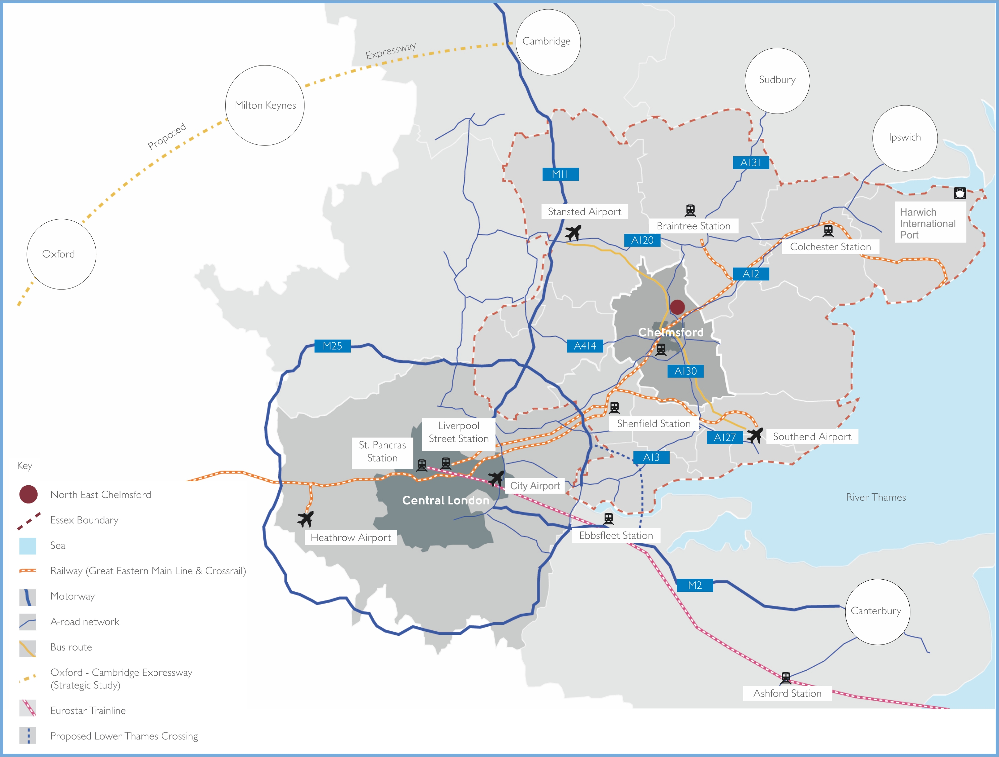 Cambridge
Expressway
Sudbury
Milton Keynes
Proposed
Ipswich
A131
M11
Stansted Airport
Harwich
International
Port
Braintree Station
A120
Colchester Station
Oxford
A12
Chelmsford
M25
A414
A130
Liverpool
Street Station
Shenfield Station
A127
Southend Airport
St. Pancras
Station
A13
City Airport
Central London
River Thames
Heathrow Airport
Ebbsfleet Station
M2
Canterbury
Ashford Station
Key
North East Chelmsford
Essex Boundary
Sea
Railway (Great Eastern Main Line & Crossrail)
Motorway
A-road network
Bus route
Oxford - Cambridge Expressway
(Strategic Study)
Eurostar Trainline
Proposed Lower Thames Crossing